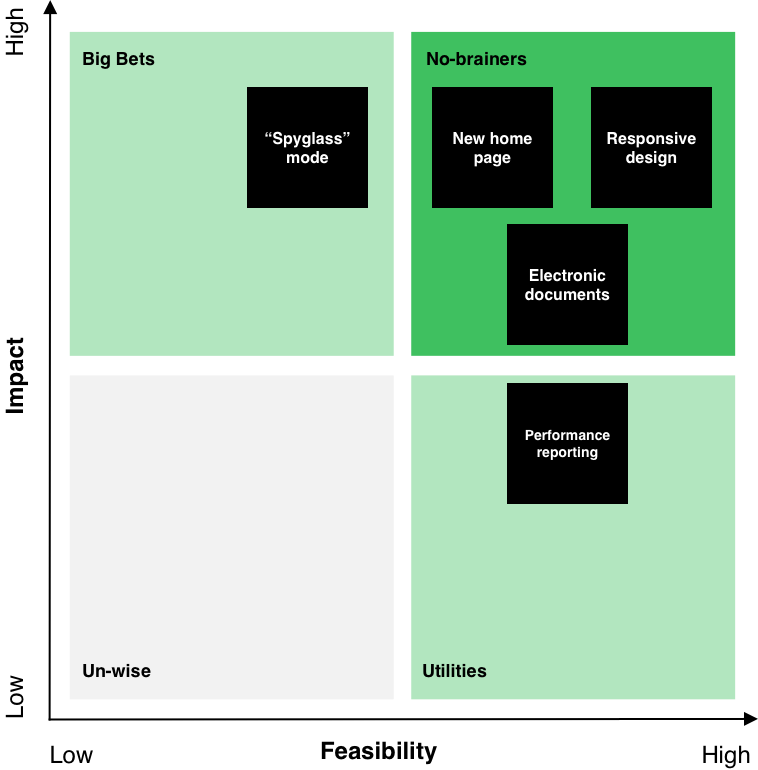 High
Big Bets
No-brainers
“Spyglass”
mode
New home
page
Responsive
design
Electronic
documents
Impact
Performance
reporting
Un-wise
Utilities
Low
Low
Feasibility
High